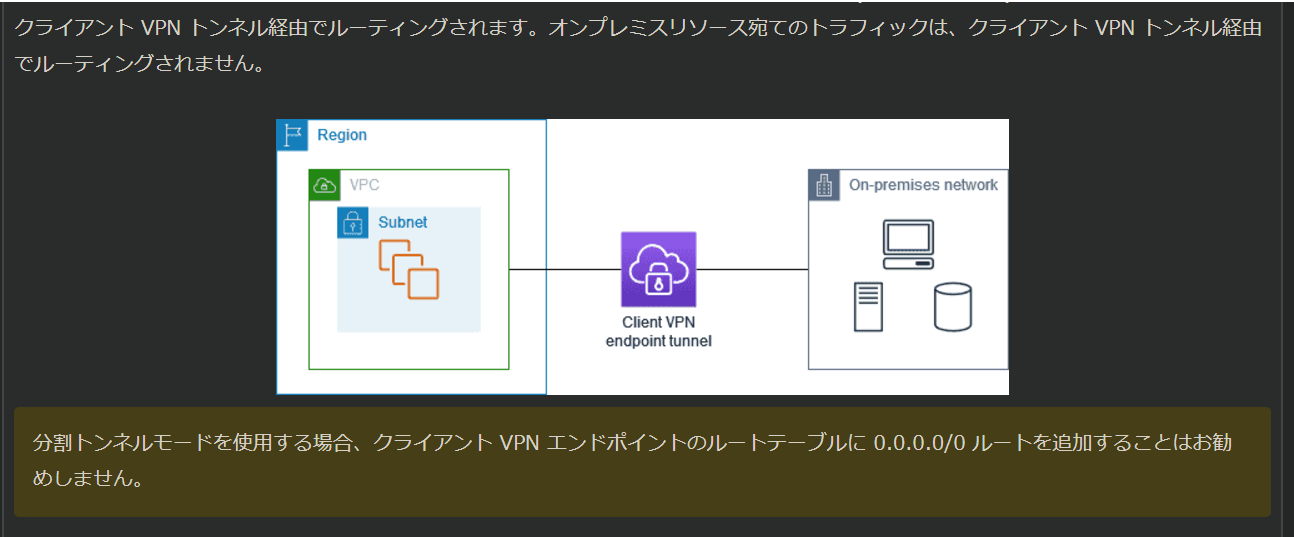 クライアント VPN トンネル経由でルーティングされます。オンプレミスリソース宛てのトラフィックは、クライアント VPN トンネル経由
でルーティングされません。
Region
VPC
On-premises network
Subnet
Client VPN
endpoint tunnel
分割トンネルモードを使用する場合、クライアント VPN エンドポイントのルートテーブルに 0.0.0.0/0 ルートを追加することはお勧
めしません。